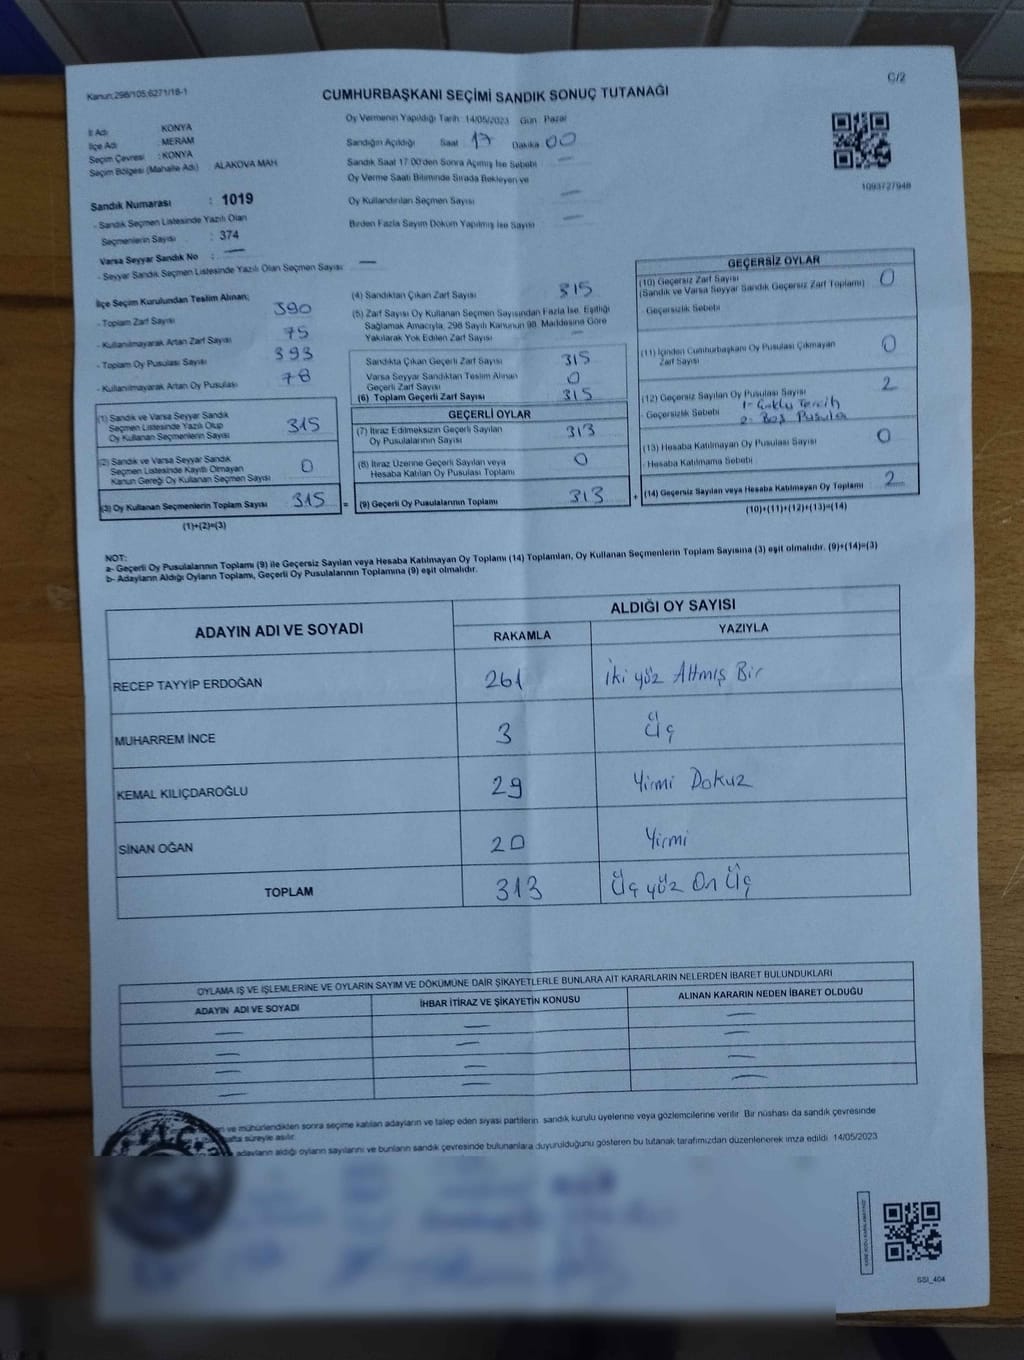 Kanun:298/105;6271/18-1
C/2
CUMHURBAŞKANI SEÇİMİ SANDIK SONUÇ TUTANAĞI
İl Adı : KONYA
İlçe Adı : MERAM
Seçim Çevresi : KONYA
Seçim Bölgesi (Mahalle Adı) : ALAKOVA MAH
Sandık Numarası : 1019
- Sandık Seçmen Listesinde Yazılı Olan
Seçmenlerin Sayısı : 374
Varsa Seyyar Sandık No : —
- Seyyar Sandık Seçmen Listesinde Yazılı Olan Seçmen Sayısı: —
Oy Vermenin Yapıldığı Tarih : 14/05/2023 Gün : Pazar
Sandığın Açıldığı Saat : 17 Dakika : 00
Sandık Saat 17:00'den Sonra Açılmış İse Sebebi —
Oy Verme Saati Bitiminde Sırada Bekleyen ve
Oy Kullandırılan Seçmen Sayısı —
Birden Fazla Sayım Döküm Yapılmış İse Sayısı —
1093727948
İlçe Seçim Kurulundan Teslim Alınan;
- Toplam Zarf Sayısı 390
- Kullanılmayarak Artan Zarf Sayısı 75
- Toplam Oy Pusulası Sayısı 393
- Kullanılmayarak Artan Oy Pusulası 78
(1) Sandık ve Varsa Seyyar Sandık
Seçmen Listesinde Yazılı Olup
Oy Kullanan Seçmenlerin Sayısı 315
(2) Sandık ve Varsa Seyyar Sandık
Seçmen Listesinde Kayıtlı Olmayan
Kanun Gereği Oy Kullanan Seçmen Sayısı 0
(3) Oy Kullanan Seçmenlerin Toplam Sayısı 315 =
(1)+(2)=(3)
(4) Sandıktan Çıkan Zarf Sayısı 315
(5) Zarf Sayısı Oy Kullanan Seçmen Sayısından Fazla İse, Eşitliği
Sağlamak Amacıyla, 298 Sayılı Kanunun 98. Maddesine Göre
Yakılarak Yok Edilen Zarf Sayısı —
Sandıkta Çıkan Geçerli Zarf Sayısı 315
Varsa Seyyar Sandıktan Teslim Alınan
Geçerli Zarf Sayısı 0
(6) Toplam Geçerli Zarf Sayısı 315
GEÇERLİ OYLAR
(7) İtiraz Edilmeksizin Geçerli Sayılan
Oy Pusulalarının Sayısı 313
(8) İtiraz Üzerine Geçerli Sayılan veya
Hesaba Katılan Oy Pusulası Toplamı 0
(9) Geçerli Oy Pusulalarının Toplamı 313 +
GEÇERSİZ OYLAR
(10) Geçersiz Zarf Sayısı
(Sandık ve Varsa Seyyar Sandık Geçersiz Zarf Toplamı) 0
- Geçersizlik Sebebi
(11) İçinden Cumhurbaşkanı Oy Pusulası Çıkmayan
Zarf Sayısı 0
(12) Geçersiz Sayılan Oy Pusulası Sayısı 2
- Geçersizlik Sebebi 1- Çoklu Tercih
2- Boş Pusula
(13) Hesaba Katılmayan Oy Pusulası Sayısı 0
- Hesaba Katılmama Sebebi
(14) Geçersiz Sayılan veya Hesaba Katılmayan Oy Toplamı 2
(10)+(11)+(12)+(13)=(14)
NOT:
a- Geçerli Oy Pusulalarının Toplamı (9) ile Geçersiz Sayılan veya Hesaba Katılmayan Oy Toplamı (14) Toplamları, Oy Kullanan Seçmenlerin Toplam Sayısına (3) eşit olmalıdır. (9)+(14)=(3)
b- Adayların Aldığı Oyların Toplamı, Geçerli Oy Pusulalarının Toplamına (9) eşit olmalıdır.
ADAYIN ADI VE SOYADI
ALDIĞI OY SAYISI
RAKAMLA YAZIYLA
RECEP TAYYİP ERDOĞAN 261 İki yüz Altmış Bir
MUHARREM İNCE 3 Üç
KEMAL KILIÇDAROĞLU 29 Yirmi Dokuz
SİNAN OĞAN 20 Yirmi
TOPLAM 313 Üç yüz On Üç
OYLAMA İŞ VE İŞLEMLERİNE VE OYLARIN SAYIM VE DÖKÜMÜNE DAİR ŞİKAYETLERLE BUNLARA AİT KARARLARIN NELERDEN İBARET BULUNDUKLARI
ADAYIN ADI VE SOYADI İHBAR İTİRAZ VE ŞİKAYETİN KONUSU ALINAN KARARIN NEDEN İBARET OLDUĞU
ve mühürlendikten sonra seçime katılan adayların ve talep eden siyasi partilerin sandık kurulu üyelerine veya gözlemcilerine verilir. Bir nüshası da sandık çevresinde
hafta süreyle asılır.
adayların aldığı oyların sayılarını ve bunların sandık çevresinde bulunanlara duyurulduğunu gösteren bu tutanak tarafımızdan düzenlenerek imza edildi. 14/05/2023
SSI_404